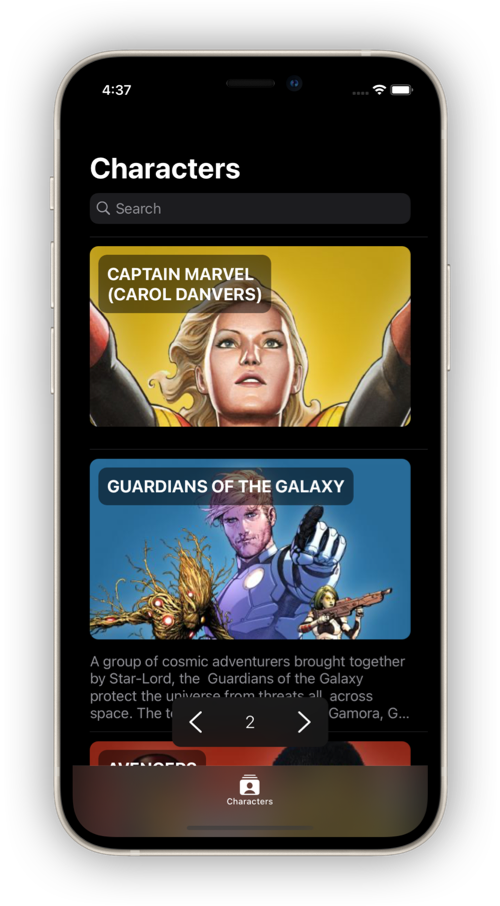 4:37
Characters
Search
CAPTAIN MARVEL
(CAROL DANVERS)
GUARDIANS OF THE GALAXY
A group of cosmic adventurers brought together
by Star-Lord, the  Guardians of the Galaxy
protect the universe from threats all  across
space. The Gamora, G...
2
AVENGERS
Characters